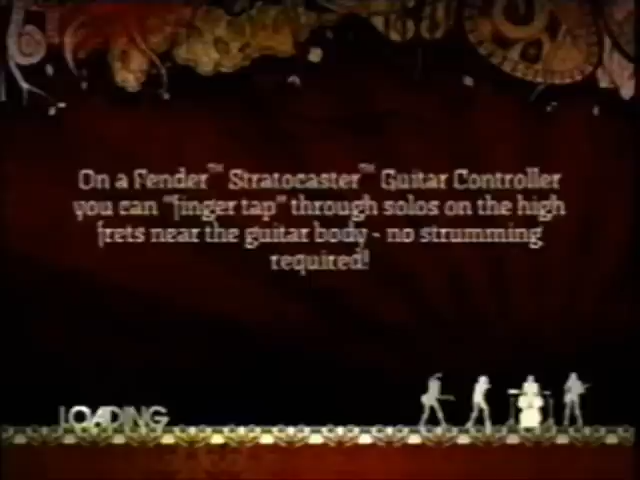 On a Fender™ Stratocaster™ Guitar Controller
you can "finger tap" through solos on the high
frets near the guitar body - no strumming
required!
LOADING